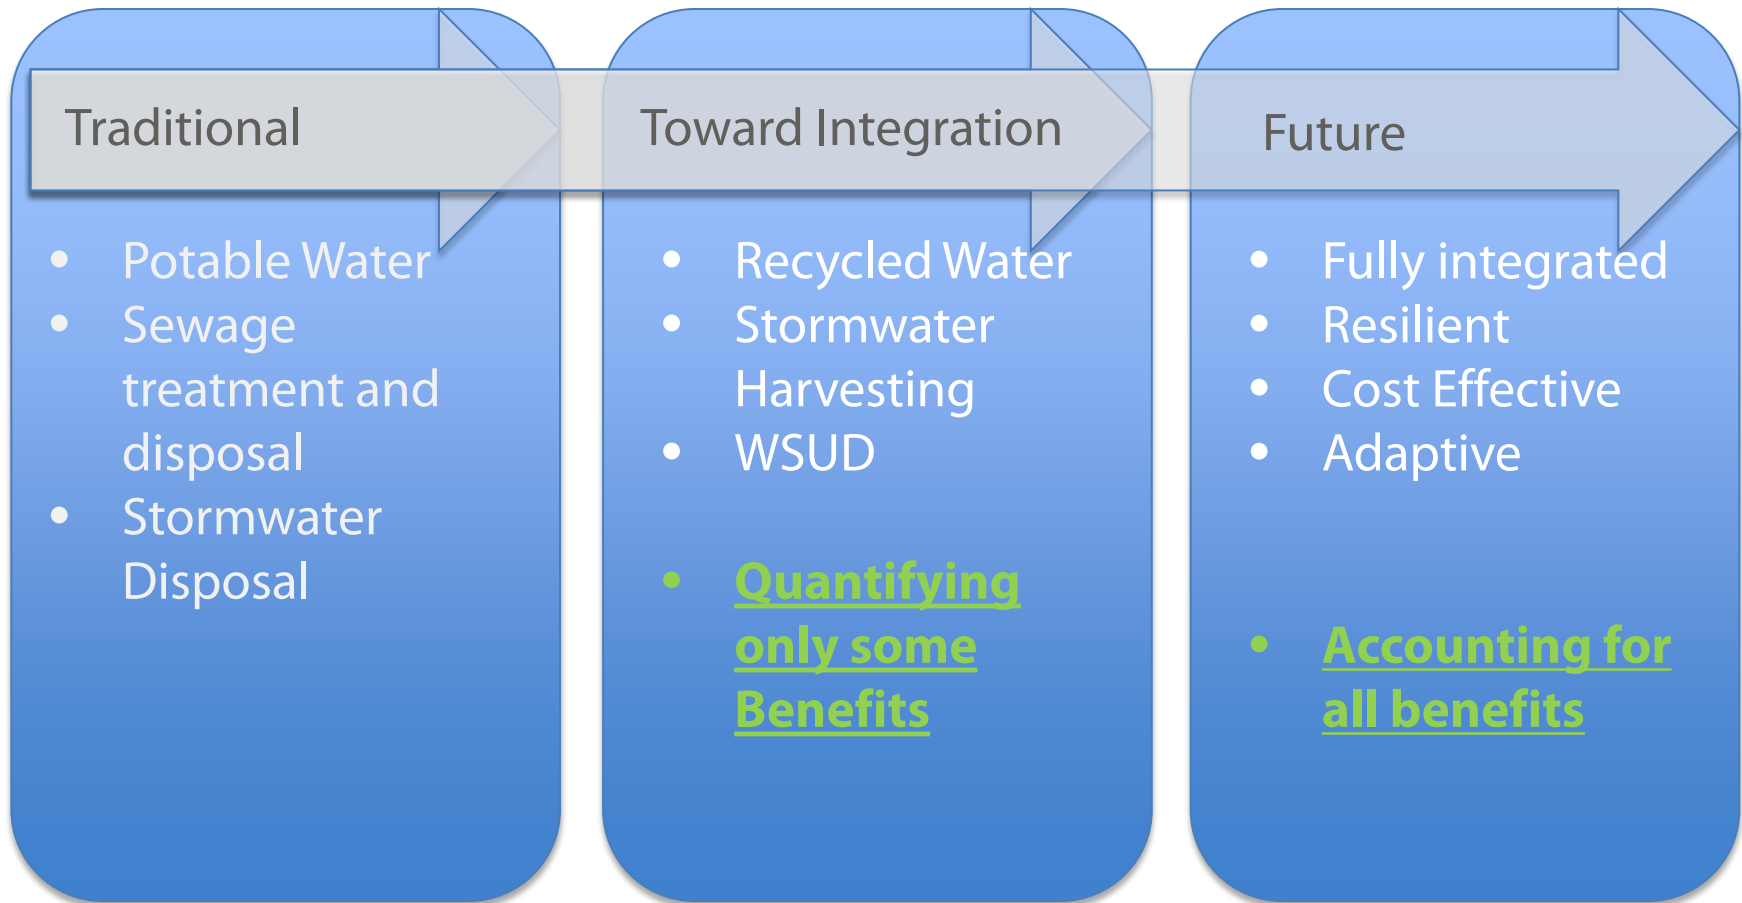 Traditional
• Potable Water
• Sewage
treatment and
disposal
• Stormwater
Disposal
Toward Integration
• Recycled Water
• Stormwater
Harvesting
• WSUD
• Quantifying
only some
Benefits
Future
• Fully integrated
• Resilient
• Cost Effective
• Adaptive
• Accounting for
all benefits